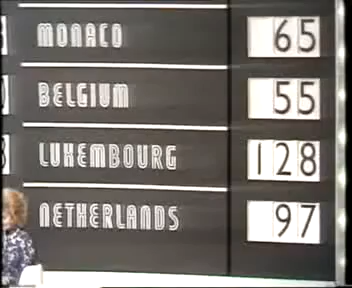 MONACO 65
BELGIUM 55
LUXEMBOURG 128
NETHERLANDS 97